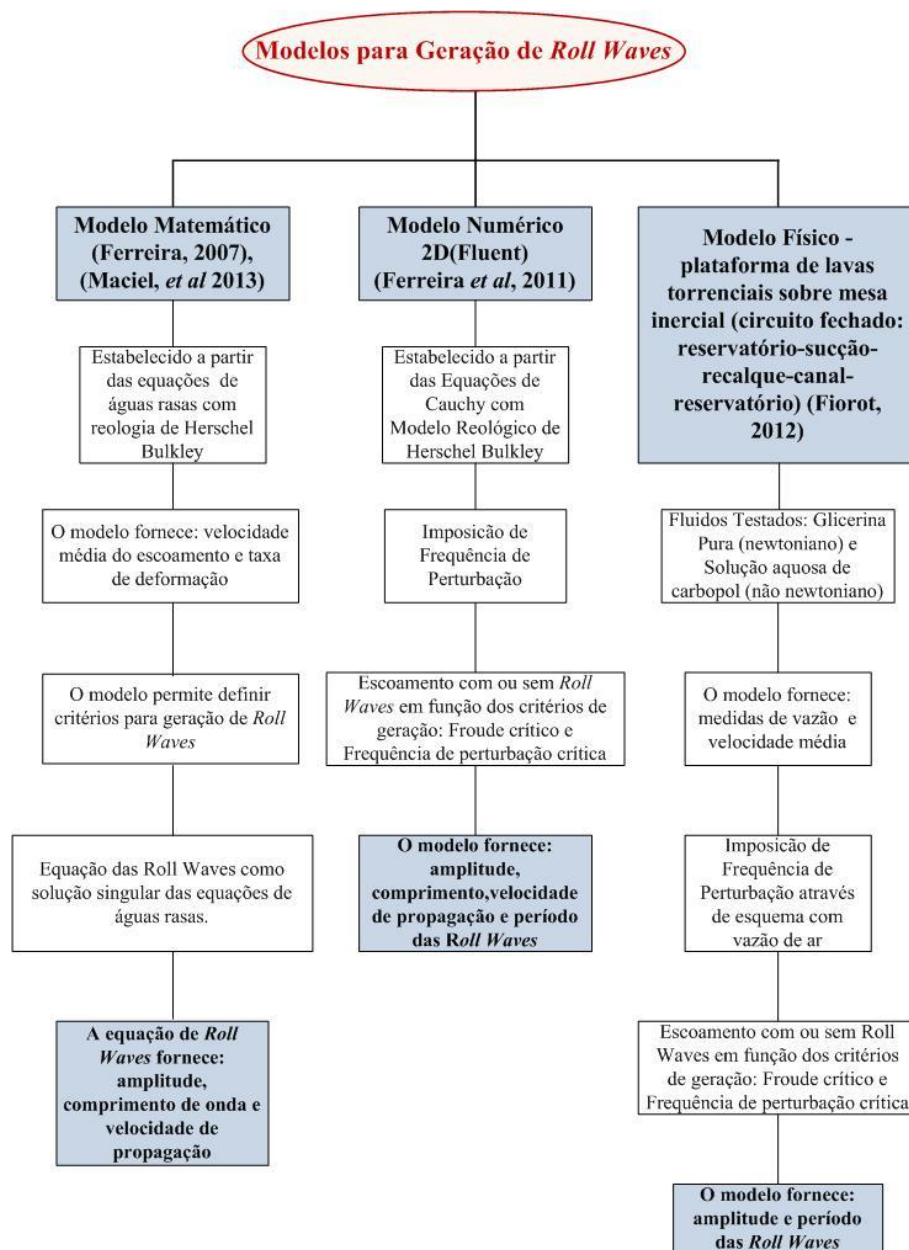 Modelos para Geração de Roll Waves
Modelo Matemático
(Ferreira, 2007),
(Maciel, et al 2013)
Estabelecido a partir
das equações de
águas rasas com
reologia de Herschel
Bulkley
O modelo fornece: velocidade
média do escoamento e taxa
de deformação
O modelo permite definir
critérios para geração de Roll
Waves
Equação das Roll Waves como
solução singular das equações de
águas rasas.
A equação de Roll
Waves fornece:
amplitude,
comprimento de onda e
velocidade de
propagação
Modelo Numérico
2D(Fluent)
(Ferreira et al, 2011)
Estabelecido a partir
das Equações de
Cauchy com
Modelo Reológico de
Herschel Bulkley
Imposicão de
Frequência de
Perturbação
Escoamento com ou sem Roll
Waves em função dos critérios de
geração: Froude crítico e
Frequência de perturbação crítica
O modelo fornece:
amplitude,
comprimento,velocidade
de propagação e período
das Roll Waves
Modelo Físico -
plataforma de lavas
torrenciais sobre mesa
inercial (circuito fechado:
reservatório-sucção-
recalque-canal-
reservatório) (Fiorot,
2012)
Fluidos Testados: Glicerina
Pura (newtoniano) e
Solução aquosa de
carbopol (não newtoniano)
O modelo fornece:
medidas de vazão e
velocidade média
Imposicão de
Frequência de
Perturbação através
de esquema com
vazão de ar
Escoamento com ou sem Roll
Waves em função dos critérios
de geração: Froude crítico e
Frequência de perturbação crítica
O modelo fornece:
amplitude e período
das Roll Waves